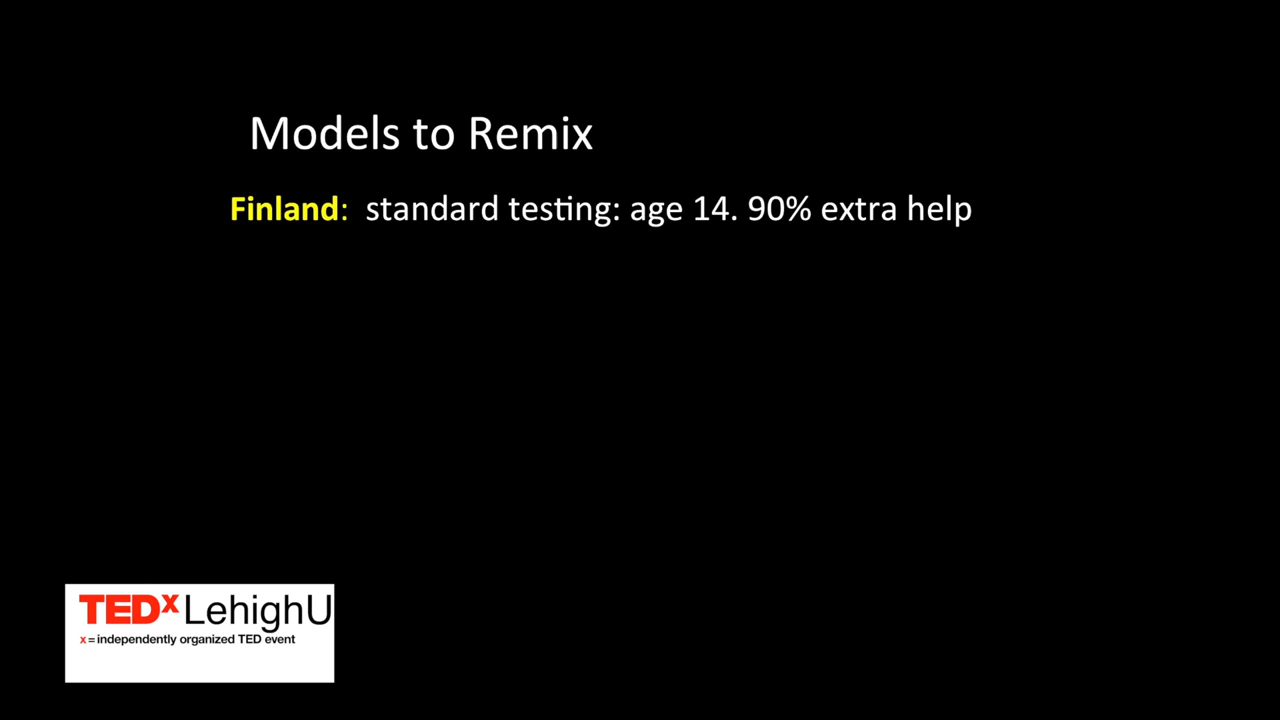 Models to Remix
Finland: standard testing: age 14. 90% extra help
TEDx LehighU
x = independently organized TED event